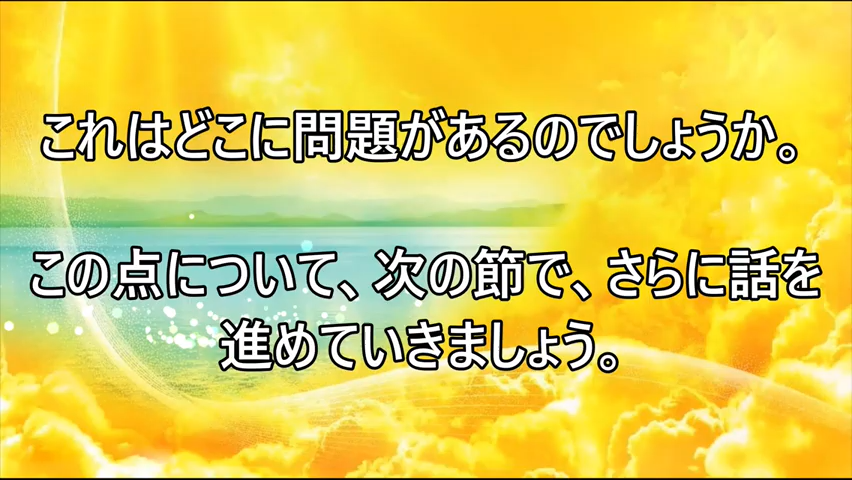 これはどこに問題があるのでしょうか。
この点について、次の節で、さらに話を
進めていきましょう。